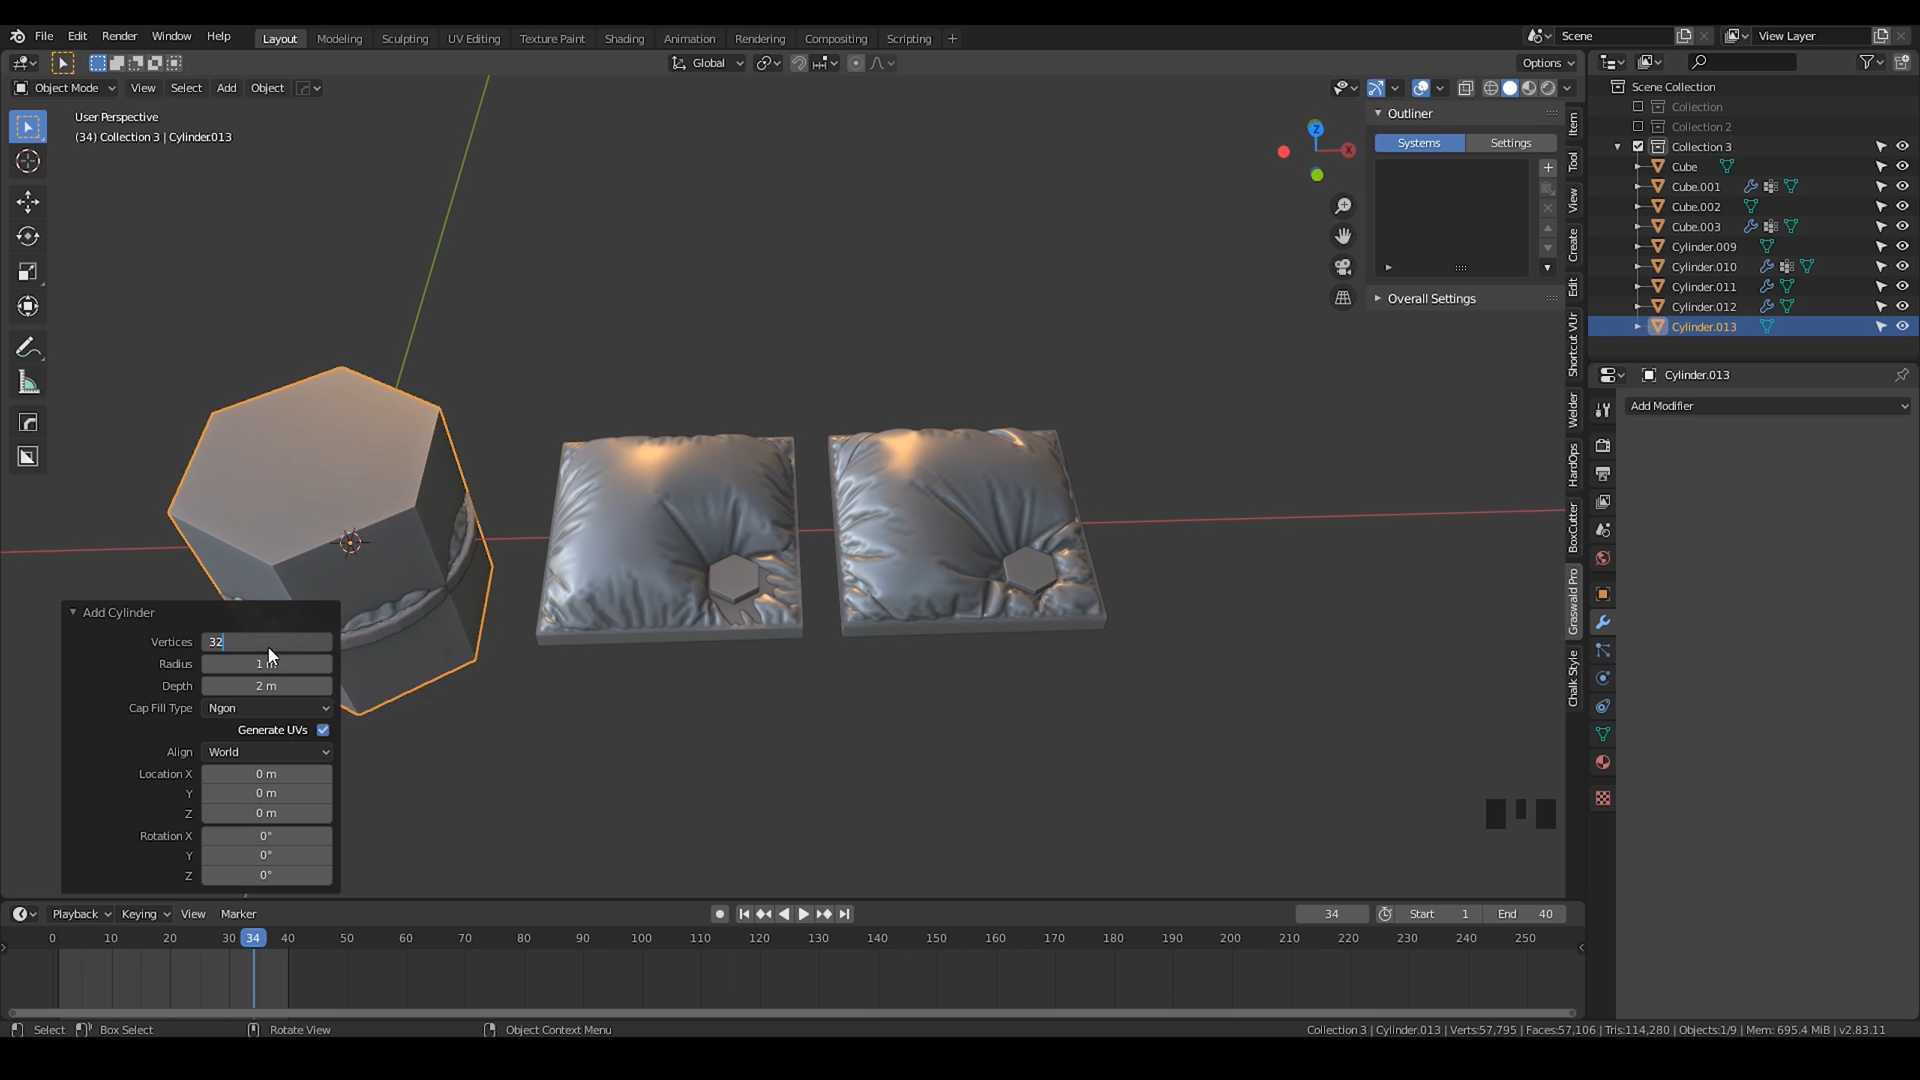 File Edit Render Window Help Layout Modeling Sculpting UV Editing Texture Paint Shading Animation Rendering Compositing Scripting + Scene View Layer
Global Options
Object Mode View Select Add Object
User Perspective
(34) Collection 3 | Cylinder.013
Z
X
Outliner
Systems Settings
Overall Settings
Item
Tool
View
Create
Edit
Shortcut VUr
Welder
HardOps
BoxCutter
Graswald Pro
Chalk Style
Scene Collection
Collection
Collection 2
Collection 3
Cube
Cube.001
Cube.002
Cube.003
Cylinder.009
Cylinder.010
Cylinder.011
Cylinder.012
Cylinder.013
Cylinder.013
Add Modifier
Add Cylinder
Vertices 32
Radius 1 m
Depth 2 m
Cap Fill Type Ngon
Generate UVs
Align World
Location X 0 m
Y 0 m
Z 0 m
Rotation X 0°
Y 0°
Z 0°
Playback Keying View Marker 34 Start 1 End 40
0 10 20 30 34 40 50 60 70 80 90 100 110 120 130 140 150 160 170 180 190 200 210 220 230 240 250
Select Box Select Rotate View Object Context Menu Collection 3 | Cylinder.013 | Verts:57,795 | Faces:57,106 | Tris:114,280 | Objects:1/9 | Mem: 695.4 MiB | v2.83.11